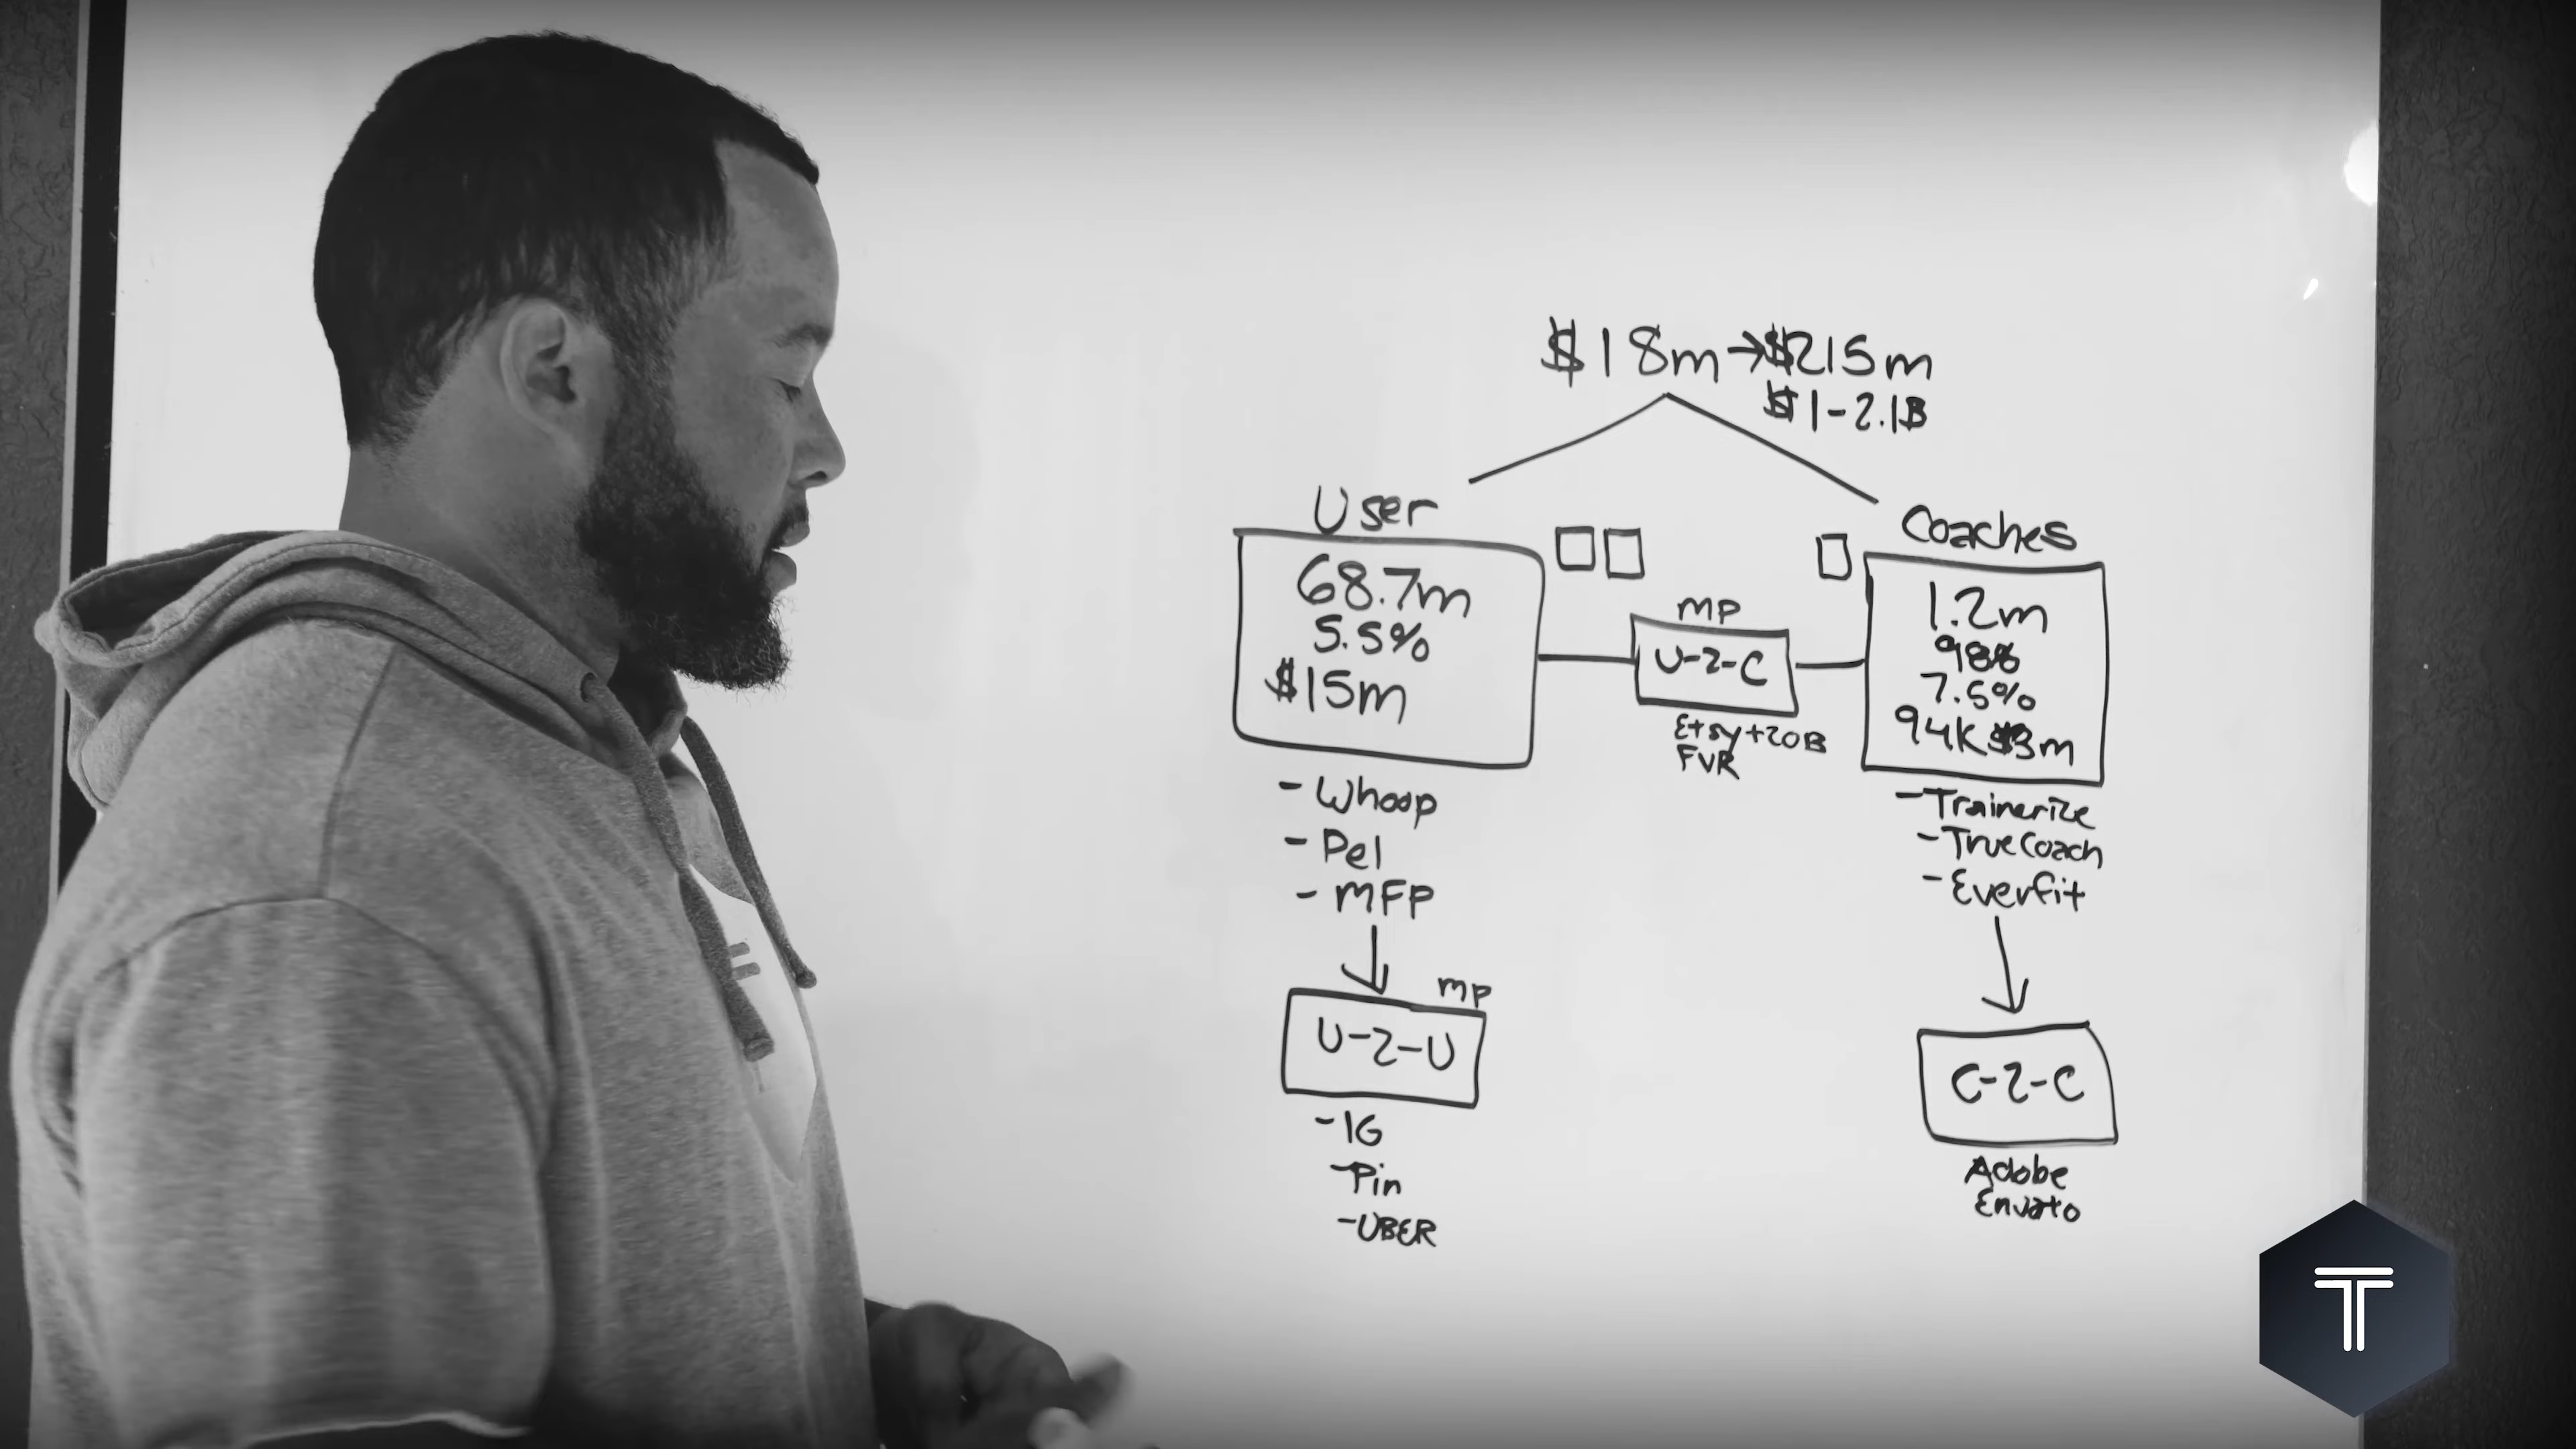 $18m→$215m
$1-2.1B
User
68.7m
5.5%
$15m
- Whoop
- Pel
- MFP
mp
U-2-U
- IG
- Pin
- UBER
mp
U-2-C
Etsy+20B
FVR
Coaches
1.2m
98%
7.5%
94K $3m
- Trainerize
- TrueCoach
- Everfit
C-2-C
Adobe
Envato
T